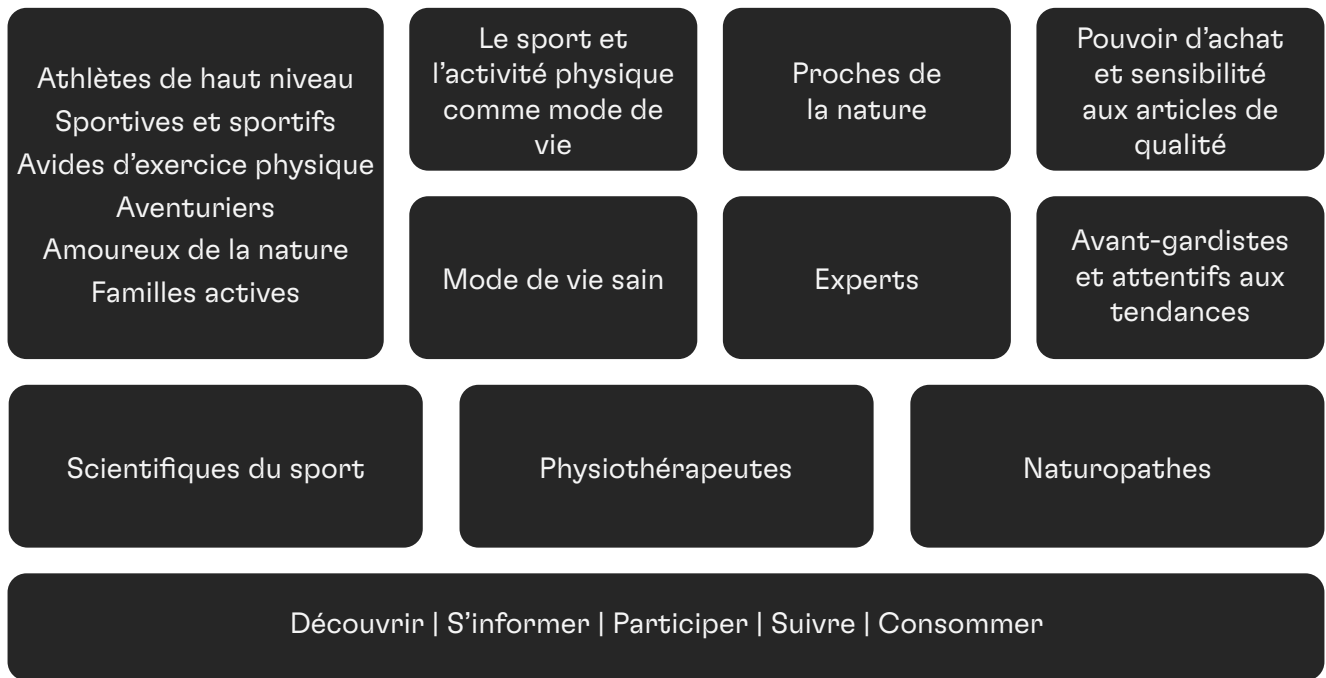 Athlètes de haut niveau
Sportives et sportifs
Avides d’exercice physique
Aventuriers
Amoureux de la nature
Familles actives
Le sport et
l’activité physique
comme mode de
vie
Proches de
la nature
Pouvoir d’achat
et sensibilité
aux articles de
qualité
Mode de vie sain
Experts
Avant-gardistes
et attentifs aux
tendances
Scientifiques du sport
Physiothérapeutes
Naturopathes
Découvrir | S’informer | Participer | Suivre | Consommer